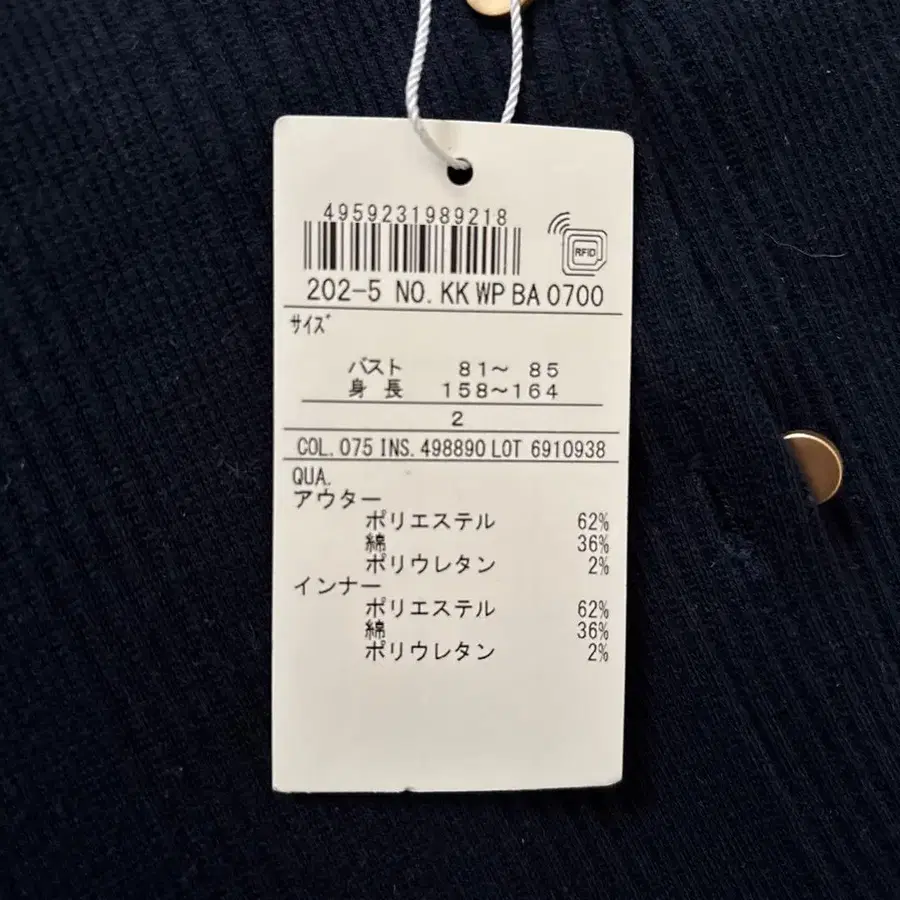 4959231989218
RFID
202-5 NO. KK WP BA 0700
サイズ
バスト 81～ 85
身 長 158～164
2
COL. 075 INS. 498890 LOT 6910938
QUA.
アウター
ポリエステル 62%
綿 36%
ポリウレタン 2%
インナー
ポリエステル 62%
綿 36%
ポリウレタン 2%